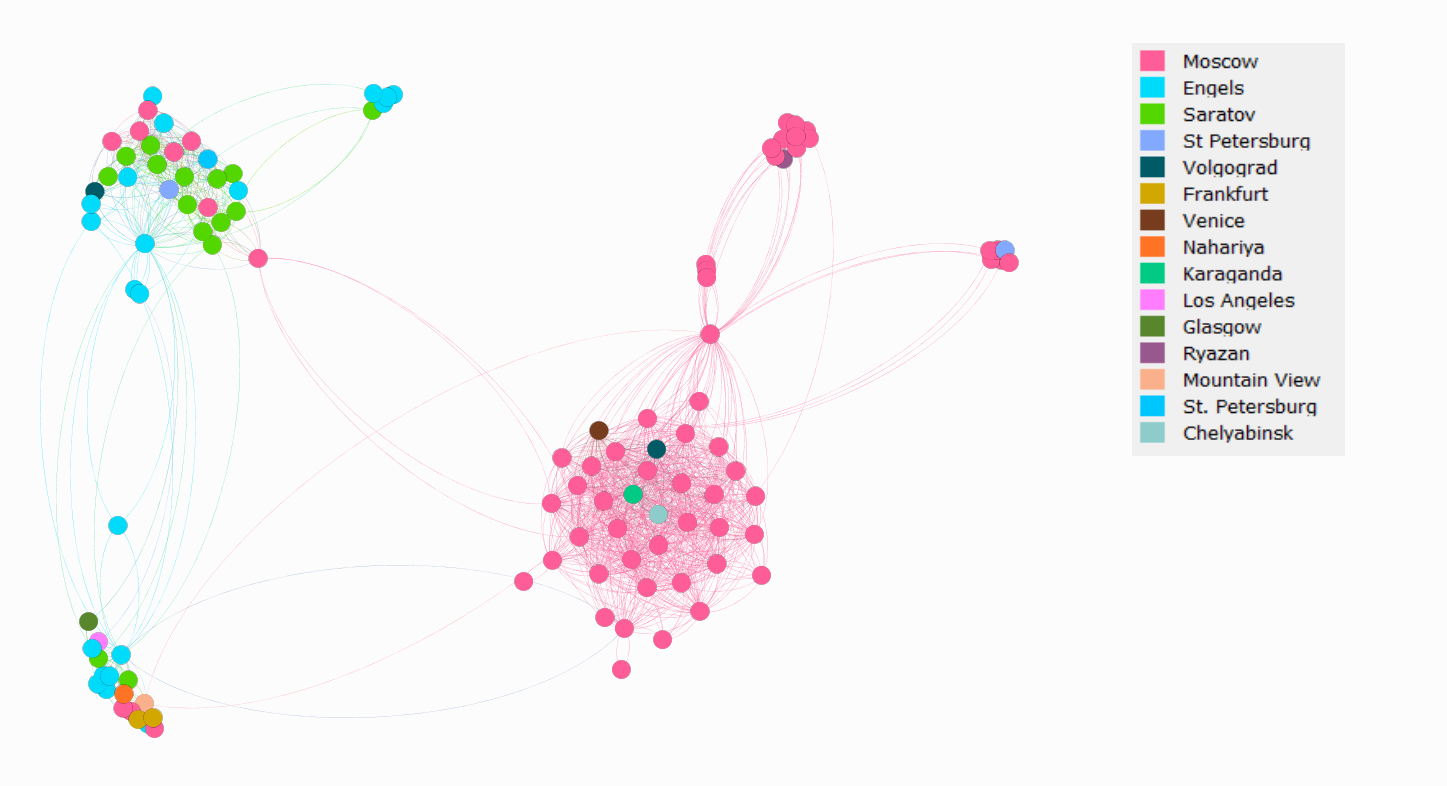 Moscow
Engels
Saratov
St Petersburg
Volgograd
Frankfurt
Venice
Nahariya
Karaganda
Los Angeles
Glasgow
Ryazan
Mountain View
St. Petersburg
Chelyabinsk